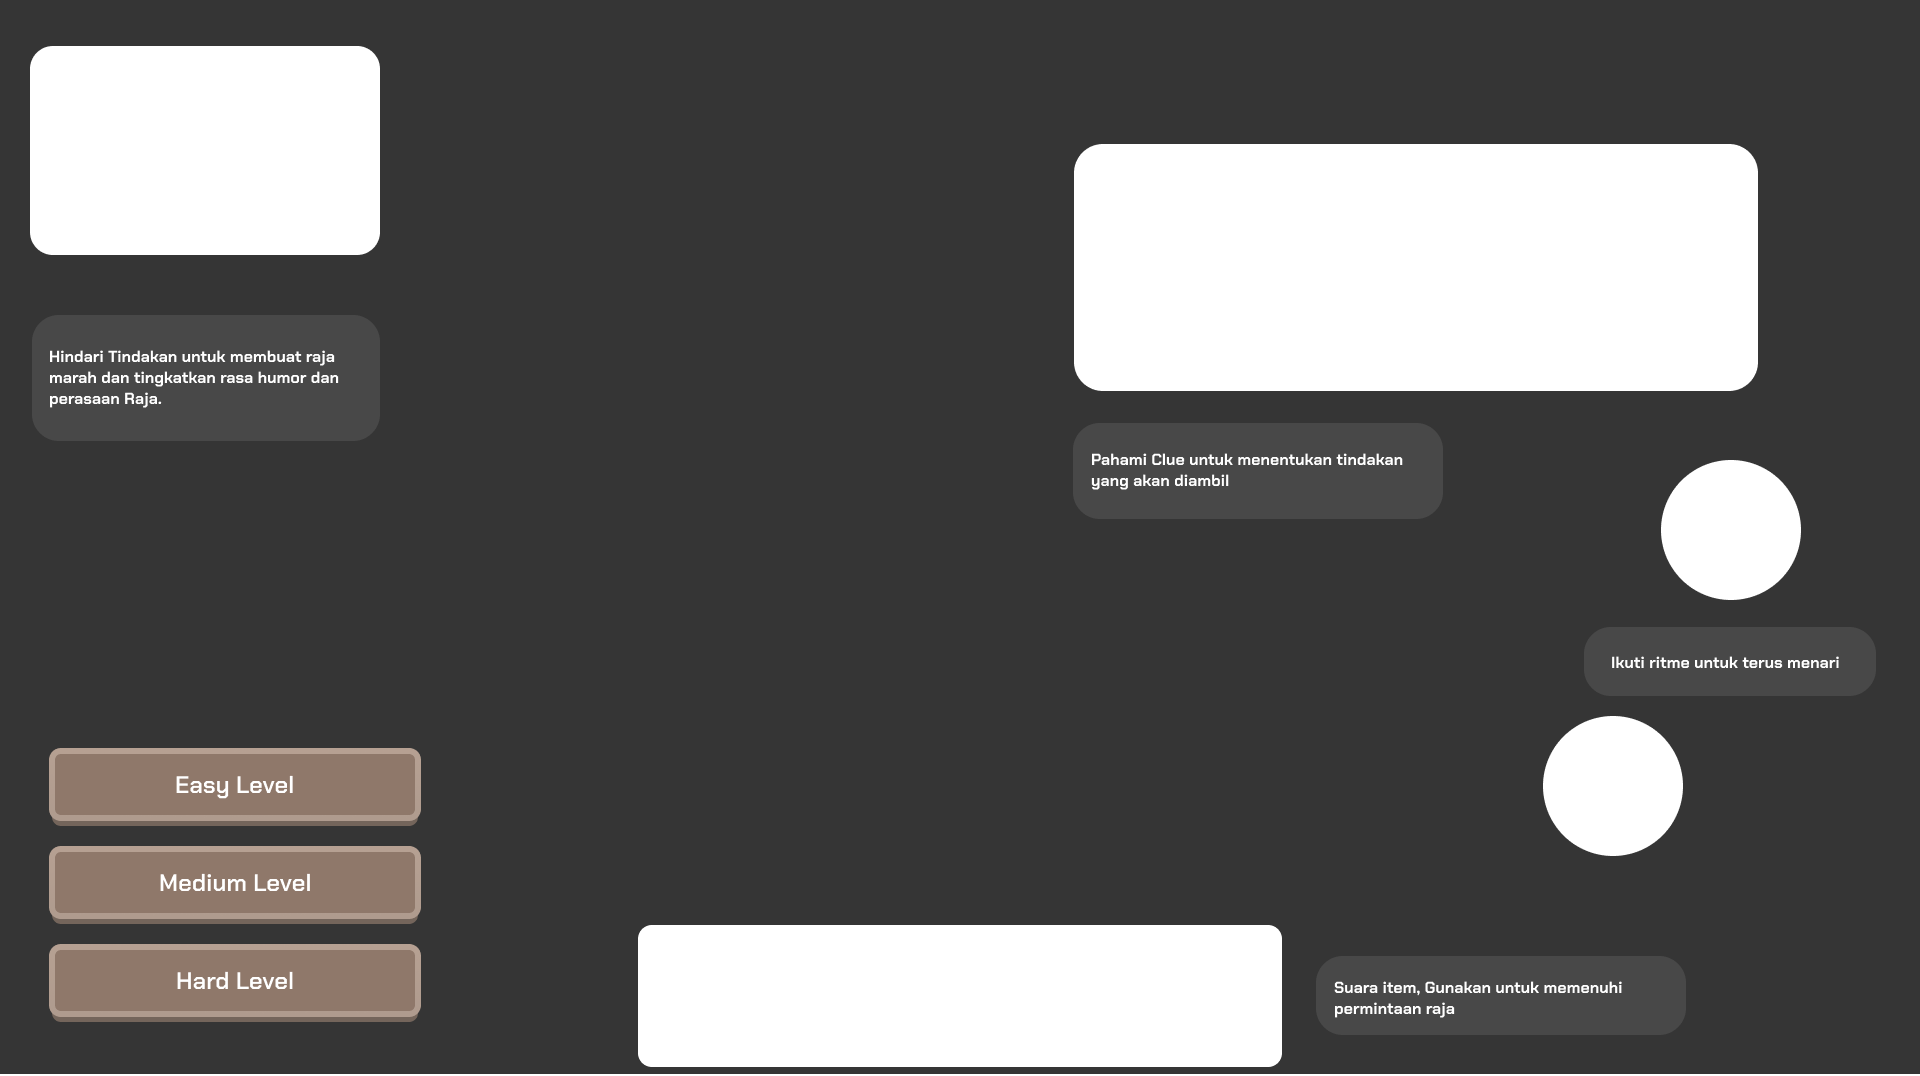 Hindari Tindakan untuk membuat raja
marah dan tingkatkan rasa humor dan
perasaan Raja.
Pahami Clue untuk menentukan tindakan
yang akan diambil
Ikuti ritme untuk terus menari
Easy Level
Medium Level
Hard Level
Suara item, Gunakan untuk memenuhi
permintaan raja